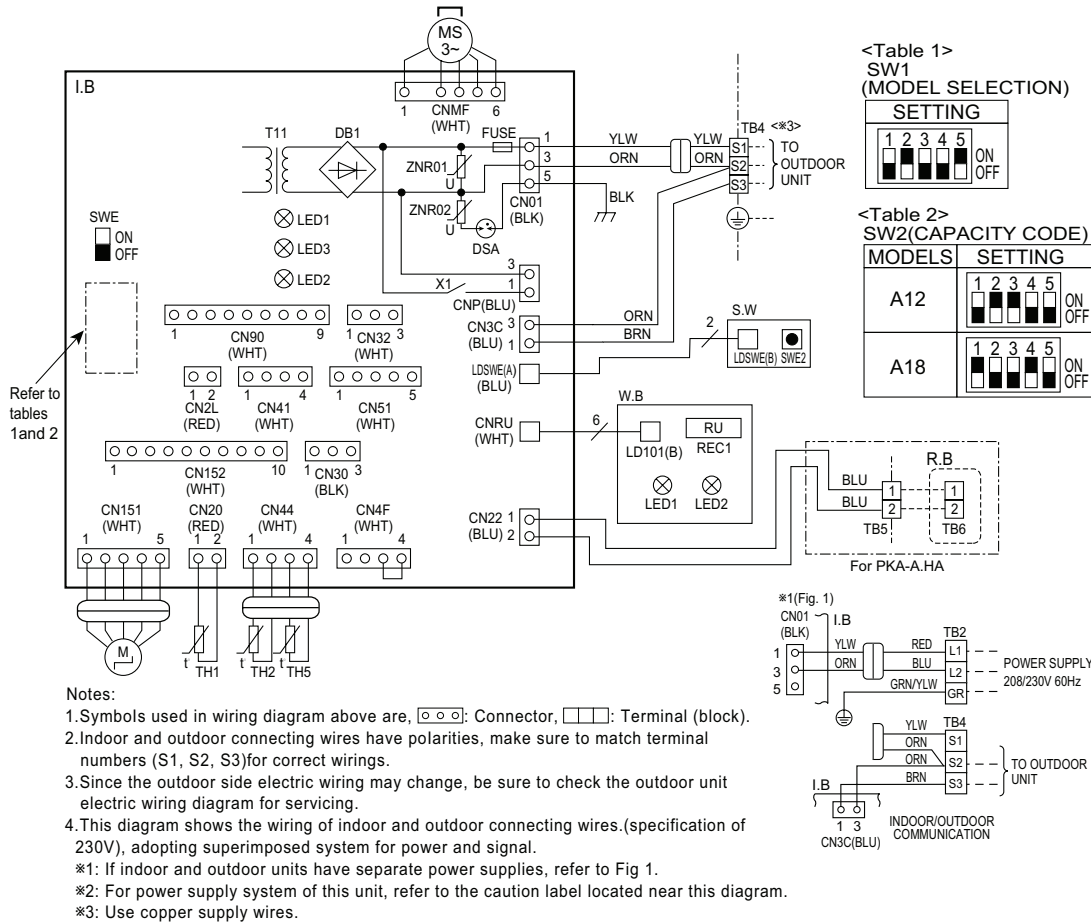 MS
3~
I.B
1 6
CNMF
(WHT)
T11
DB1
FUSE
ZNR01
U
ZNR02
U
DSA
1
3
5
CN01
(BLK)
YLW
ORN
YLW
ORN
BLK
TB4 <※3>
S1
S2
S3
TO
OUTDOOR
UNIT
SWE
ON
OFF
LED1
LED3
LED2
X1
3
1
CNP(BLU)
CN3C
(BLU)
3
1
ORN
BRN
LDSWE(A)
(BLU)
2
S.W
LDSWE(B) SWE2
1 9
CN90
(WHT)
1 3
CN32
(WHT)
Refer to
tables
1and 2
1 2
CN2L
(RED)
1 4
CN41
(WHT)
1 5
CN51
(WHT)
CNRU
(WHT)
6
W.B
LD101(B)
RU
REC1
LED1
LED2
1 10
CN152
(WHT)
1 3
CN30
(BLK)
CN22
(BLU)
1
2
BLU
BLU
1
2
TB5
R.B
1
2
TB6
For PKA-A.HA
CN151
(WHT)
1 5
CN20
(RED)
1 2
CN44
(WHT)
1 4
CN4F
(WHT)
1 4
M
t° TH1
t° TH2
t° TH5
<Table 1>
SW1
(MODEL SELECTION)
SETTING
1 2 3 4 5
ON
OFF
<Table 2>
SW2(CAPACITY CODE)
MODELS SETTING
A12
1 2 3 4 5
ON
OFF
A18
1 2 3 4 5
ON
OFF
※1(Fig. 1)
CN01
(BLK)
I.B
1
3
5
YLW
ORN
RED
BLU
GRN/YLW
TB2
L1
L2
GR
POWER SUPPLY
208/230V 60Hz
TB4
YLW
ORN
ORN
BRN
S1
S2
S3
TO OUTDOOR
UNIT
I.B
1 3
CN3C(BLU)
INDOOR/OUTDOOR
COMMUNICATION
Notes:
1.Symbols used in wiring diagram above are, : Connector, : Terminal (block).
2.Indoor and outdoor connecting wires have polarities, make sure to match terminal
numbers (S1, S2, S3)for correct wirings.
3.Since the outdoor side electric wiring may change, be sure to check the outdoor unit
electric wiring diagram for servicing.
4.This diagram shows the wiring of indoor and outdoor connecting wires.(specification of
230V), adopting superimposed system for power and signal.
※1: If indoor and outdoor units have separate power supplies, refer to Fig 1.
※2: For power supply system of this unit, refer to the caution label located near this diagram.
※3: Use copper supply wires.